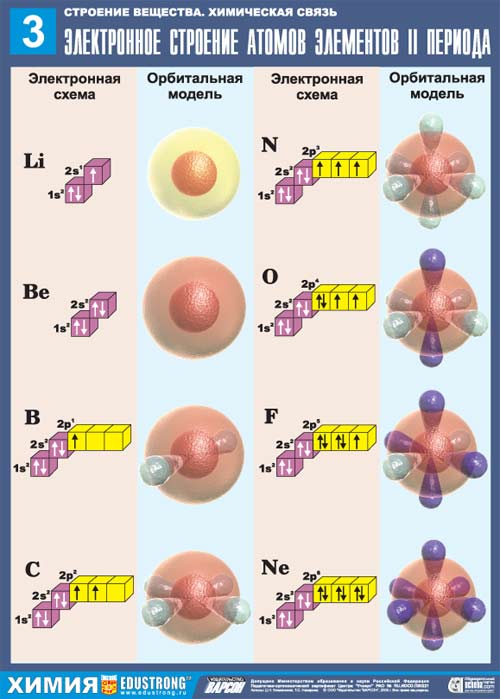 3
СТРОЕНИЕ ВЕЩЕСТВА. ХИМИЧЕСКАЯ СВЯЗЬ
ЭЛЕКТРОННОЕ СТРОЕНИЕ АТОМОВ ЭЛЕМЕНТОВ II ПЕРИОДА
Электронная схема
Орбитальная модель
Электронная схема
Орбитальная модель
Li
2s¹
1s²
Be
2s²
1s²
B
2p¹
2s²
1s²
C
2p²
2s²
1s²
N
2p³
2s²
1s²
O
2p⁴
2s²
1s²
F
2p⁵
2s²
1s²
Ne
2p⁶
2s²
1s²
ХИМИЯ
EDUSTRONG
www.edustrong.ru
ВАРСОН